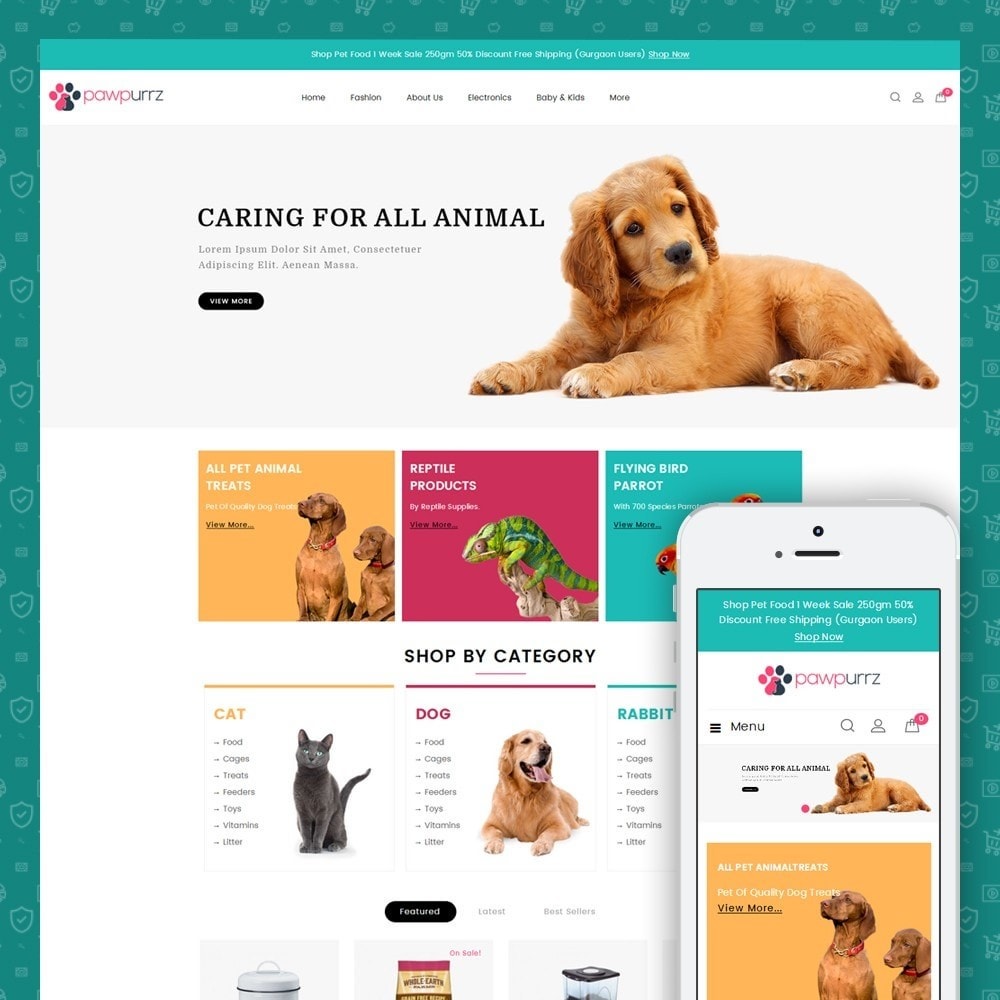 Shop Pet Food 1 Week Sale 250gm 50% Discount Free Shipping (Gurgaon Users) Shop Now
pawpurrz
Home Fashion About Us Electronics Baby & Kids More
0
CARING FOR ALL ANIMAL
Lorem Ipsum Dolor Sit Amet, Consectetuer
Adipiscing Elit. Aenean Massa.
VIEW MORE
ALL PET ANIMAL
TREATS
Pet Of Quality Dog Treats
View More...
REPTILE
PRODUCTS
By Reptile Supplies.
View More...
FLYING BIRD
PARROT
With 700 Species Parrots
View More...
SHOP BY CATEGORY
CAT
→ Food
→ Cages
→ Treats
→ Feeders
→ Toys
→ Vitamins
→ Litter
DOG
→ Food
→ Cages
→ Treats
→ Feeders
→ Toys
→ Vitamins
→ Litter
RABBIT
→ Food
→ Cages
→ Treats
→ Feeders
→ Toys
→ Vitamins
→ Litter
Featured Latest Best Sellers
On Sale!
WHOLE EARTH
FARMS
GRAIN FREE RECIPE
Shop Pet Food 1 Week Sale 250gm 50%
Discount Free Shipping (Gurgaon Users)
Shop Now
pawpurrz
Menu
0
CARING FOR ALL ANIMAL
ALL PET ANIMALTREATS
Pet Of Quality Dog Treats
View More...